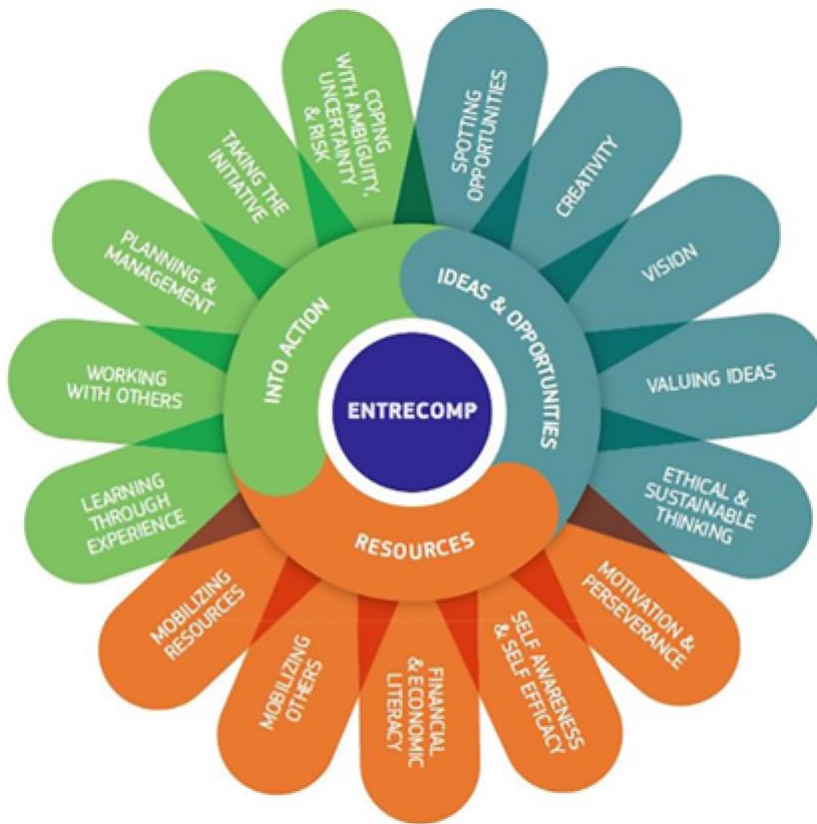 ENTRECOMP
IDEAS & OPPORTUNITIES
SPOTTING
OPPORTUNITIES
CREATIVITY
VISION
VALUING IDEAS
ETHICAL &
SUSTAINABLE
THINKING
RESOURCES
MOTIVATION &
PERSEVERANCE
SELF AWARENESS
& SELF EFFICACY
FINANCIAL
& ECONOMIC
LITERACY
MOBILIZING
OTHERS
MOBILIZING
RESOURCES
INTO ACTION
LEARNING
THROUGH
EXPERIENCE
WORKING
WITH OTHERS
PLANNING &
MANAGEMENT
TAKING THE
INITIATIVE
COPING
WITH AMBIGUITY,
UNCERTAINTY
& RISK